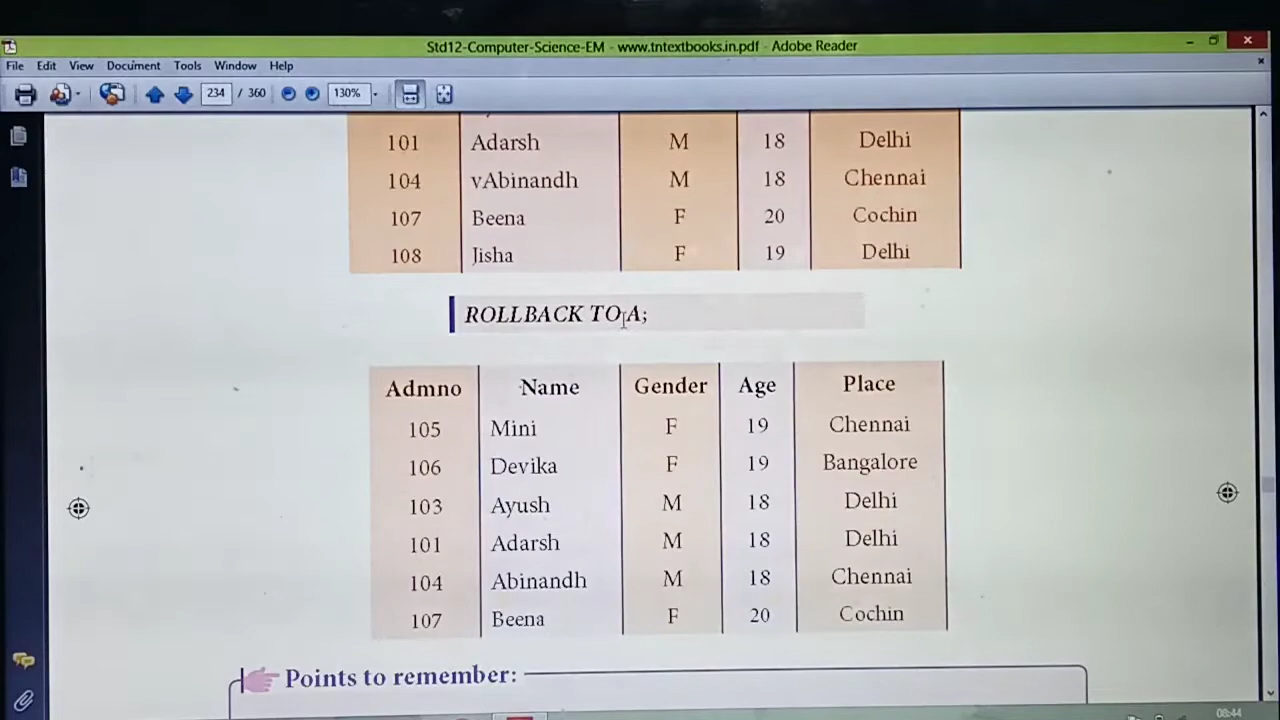 Std12-Computer-Science-EM - www.tntextbooks.in.pdf - Adobe Reader
File Edit View Document Tools Window Help
234 / 360 130%
101 Adarsh M 18 Delhi
104 vAbinandh M 18 Chennai
107 Beena F 20 Cochin
108 Jisha F 19 Delhi
ROLLBACK TO A;
Admno Name Gender Age Place
105 Mini F 19 Chennai
106 Devika F 19 Bangalore
103 Ayush M 18 Delhi
101 Adarsh M 18 Delhi
104 Abinandh M 18 Chennai
107 Beena F 20 Cochin
Points to remember:
08:44